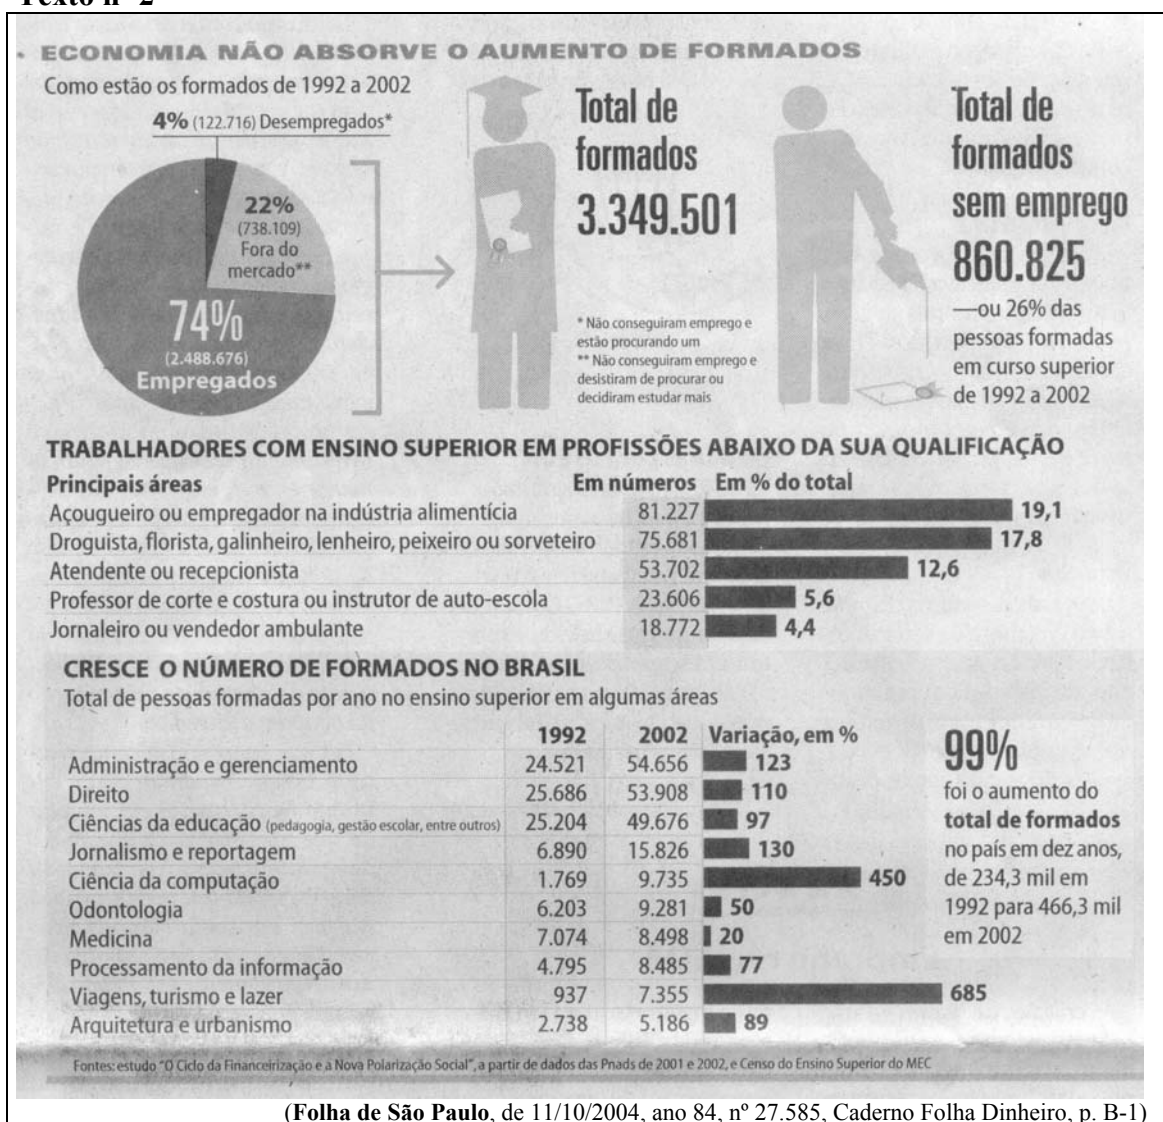 Texto nº 2
ECONOMIA NÃO ABSORVE O AUMENTO DE FORMADOS
Como estão os formados de 1992 a 2002
4% (122.716) Desempregados*
22%
(738.109)
Fora do
mercado**
74%
(2.488.676)
Empregados
Total de
formados
3.349.501
* Não conseguiram emprego e
estão procurando um
** Não conseguiram emprego e
desistiram de procurar ou
decidiram estudar mais
Total de
formados
sem emprego
860.825
—ou 26% das
pessoas formadas
em curso superior
de 1992 a 2002
TRABALHADORES COM ENSINO SUPERIOR EM PROFISSÕES ABAIXO DA SUA QUALIFICAÇÃO
Principais áreas Em números Em % do total
Açougueiro ou empregador na indústria alimentícia 81.227 19,1
Droguista, florista, galinheiro, lenheiro, peixeiro ou sorveteiro 75.681 17,8
Atendente ou recepcionista 53.702 12,6
Professor de corte e costura ou instrutor de auto-escola 23.606 5,6
Jornaleiro ou vendedor ambulante 18.772 4,4
CRESCE O NÚMERO DE FORMADOS NO BRASIL
Total de pessoas formadas por ano no ensino superior em algumas áreas
1992 2002 Variação, em %
Administração e gerenciamento 24.521 54.656 123
Direito 25.686 53.908 110
Ciências da educação (pedagogia, gestão escolar, entre outros) 25.204 49.676 97
Jornalismo e reportagem 6.890 15.826 130
Ciência da computação 1.769 9.735 450
Odontologia 6.203 9.281 50
Medicina 7.074 8.498 20
Processamento da informação 4.795 8.485 77
Viagens, turismo e lazer 937 7.355 685
Arquitetura e urbanismo 2.738 5.186 89
99%
foi o aumento do
total de formados
no país em dez anos,
de 234,3 mil em
1992 para 466,3 mil
em 2002
Fontes: estudo "O Ciclo da Financeirização e a Nova Polarização Social", a partir de dados das Pnads de 2001 e 2002, e Censo do Ensino Superior do MEC
(Folha de São Paulo, de 11/10/2004, ano 84, nº 27.585, Caderno Folha Dinheiro, p. B-1)